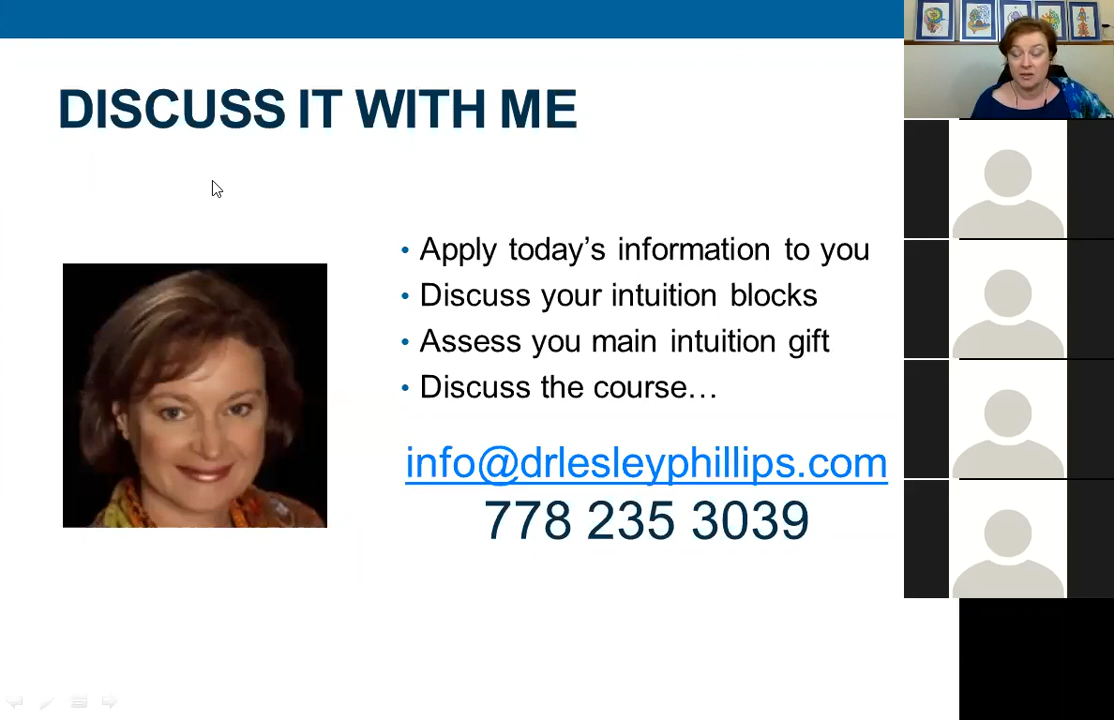 DISCUSS IT WITH ME
• Apply today’s information to you
• Discuss your intuition blocks
• Assess you main intuition gift
• Discuss the course…
info@drlesleyphillips.com
778 235 3039